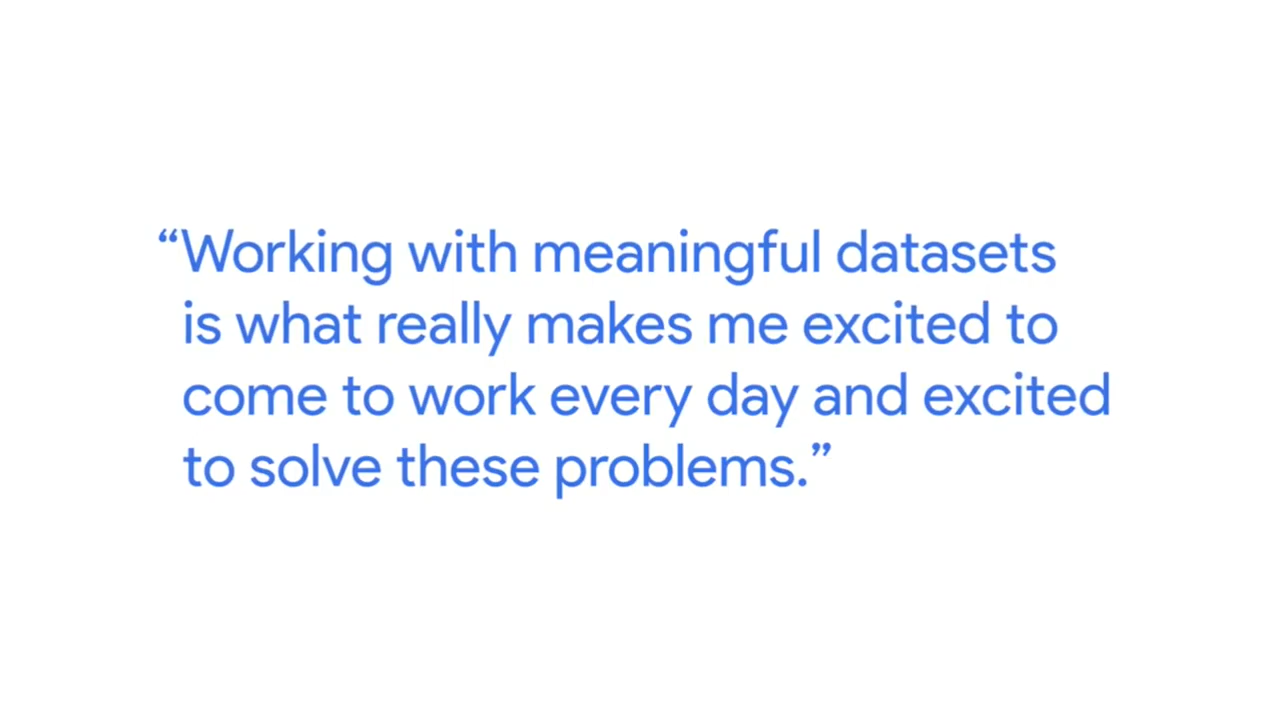 “Working with meaningful datasets
is what really makes me excited to
come to work every day and excited
to solve these problems.”